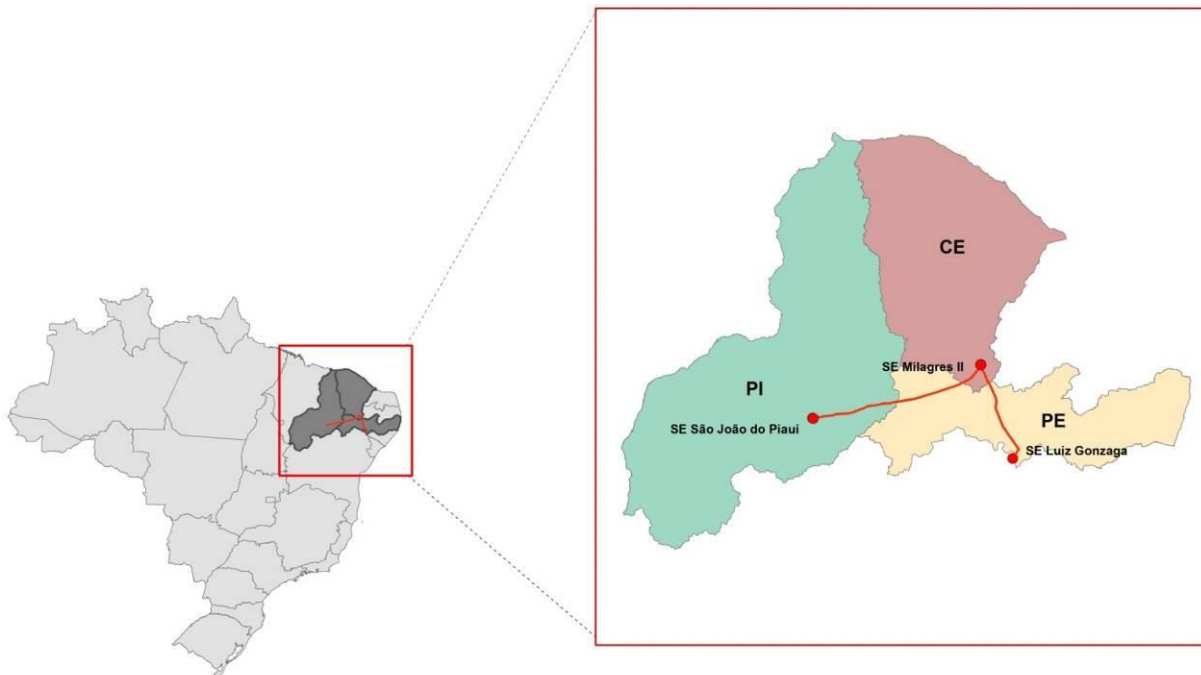 CE
SE Milagres II
PI
PE
SE São João do Piauí
SE Luiz Gonzaga